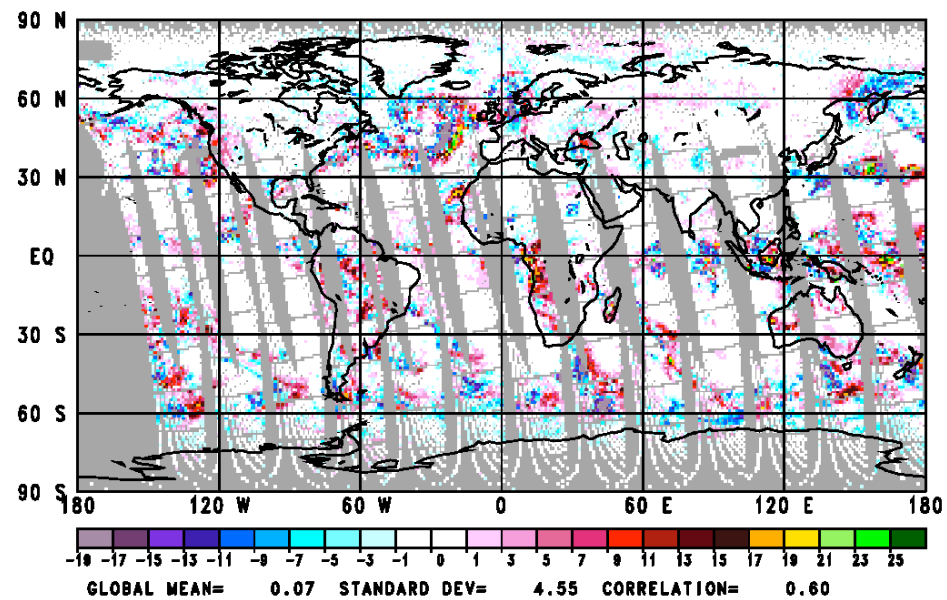 90 N
60 N
30 N
EQ
30 S
60 S
90 S
180 120 W 60 W 0 60 E 120 E 180
-19 -17 -15 -13 -11 -9 -7 -5 -3 -1 0 1 3 5 7 9 11 13 15 17 19 21 23 25
GLOBAL MEAN= 0.07 STANDARD DEV= 4.55 CORRELATION= 0.60